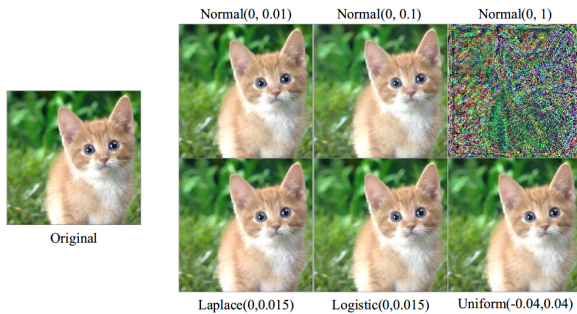 Normal(0, 0.01) Normal(0, 0.1) Normal(0, 1)
Original
Laplace(0,0.015) Logistic(0,0.015) Uniform(-0.04,0.04)